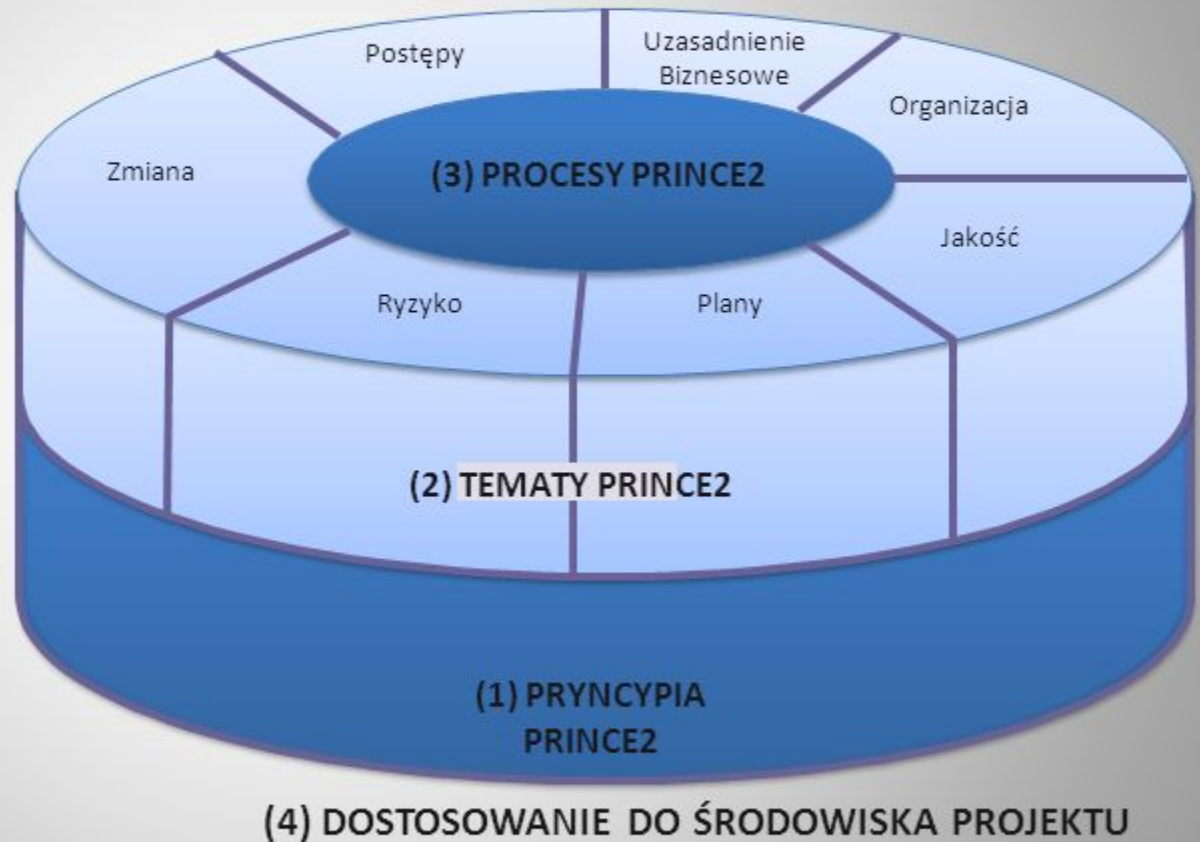 Postępy
Uzasadnienie
Biznesowe
Organizacja
Zmiana
(3) PROCESY PRINCE2
Jakość
Ryzyko
Plany
(2) TEMATY PRINCE2
(1) PRYNCYPIA
PRINCE2
(4) DOSTOSOWANIE DO ŚRODOWISKA PROJEKTU